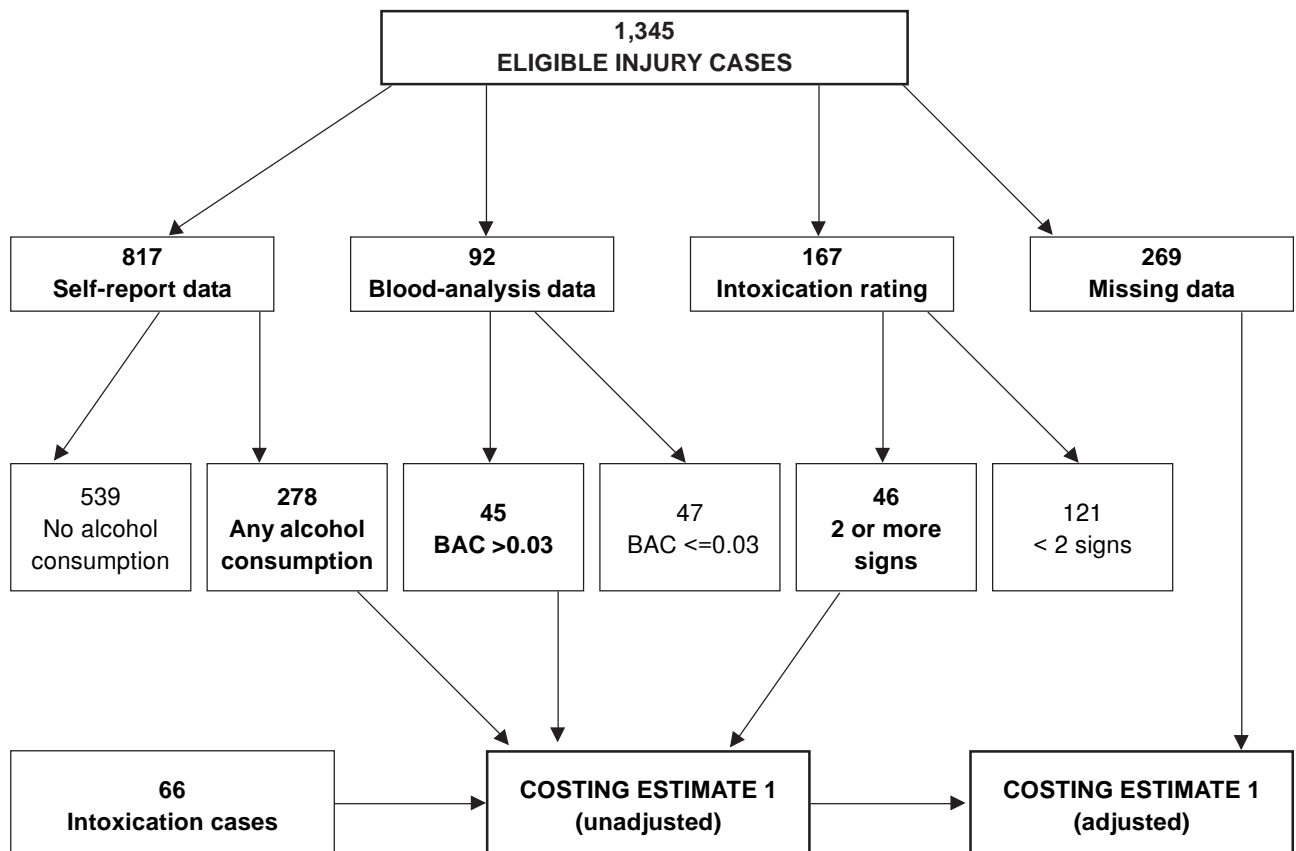 1,345
ELIGIBLE INJURY CASES
817
Self-report data
92
Blood-analysis data
167
Intoxication rating
269
Missing data
539
No alcohol
consumption
278
Any alcohol
consumption
45
BAC >0.03
47
BAC <=0.03
46
2 or more
signs
121
< 2 signs
66
Intoxication cases
COSTING ESTIMATE 1
(unadjusted)
COSTING ESTIMATE 1
(adjusted)